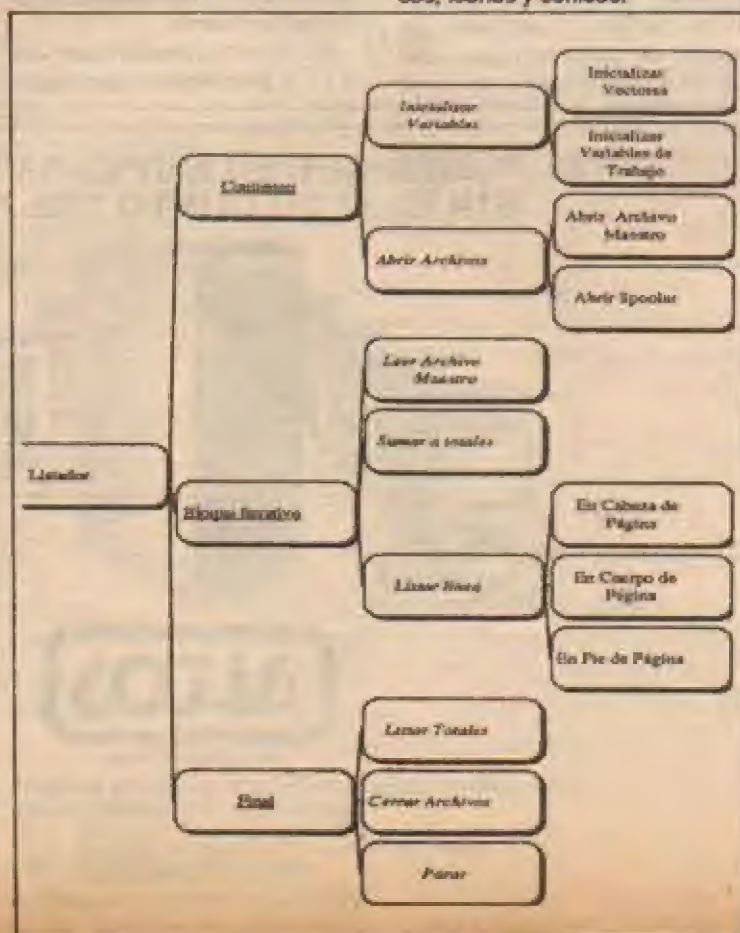 Inicializar
Vectores
Inicializar
Variables
Inicializar
Variables de
Trabajo
Comienzo
Abrir Archivo
Maestro
Abrir Archivos
Abrir Spooler
Leer Archivo
Maestro
Sumar a totales
Listador
Bloque Iterativo
En Cabeza de
Página
Listar línea
En Cuerpo de
Página
En Pie de Página
Listar Totales
Final
Cerrar Archivos
Parar